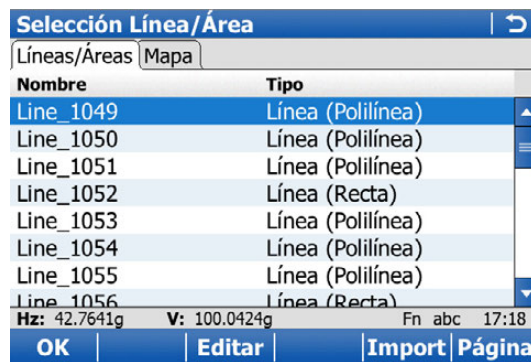 Selección Línea/Área
Líneas/Áreas Mapa
Nombre Tipo
Line_1049 Línea (Polilínea)
Line_1050 Línea (Polilínea)
Line_1051 Línea (Polilínea)
Line_1052 Línea (Recta)
Line_1053 Línea (Polilínea)
Line_1054 Línea (Polilínea)
Line_1055 Línea (Polilínea)
Line_1056 Línea (Recta)
Hz: 42.7641g V: 100.0424g Fn abc 17:18
OK Editar Import Página